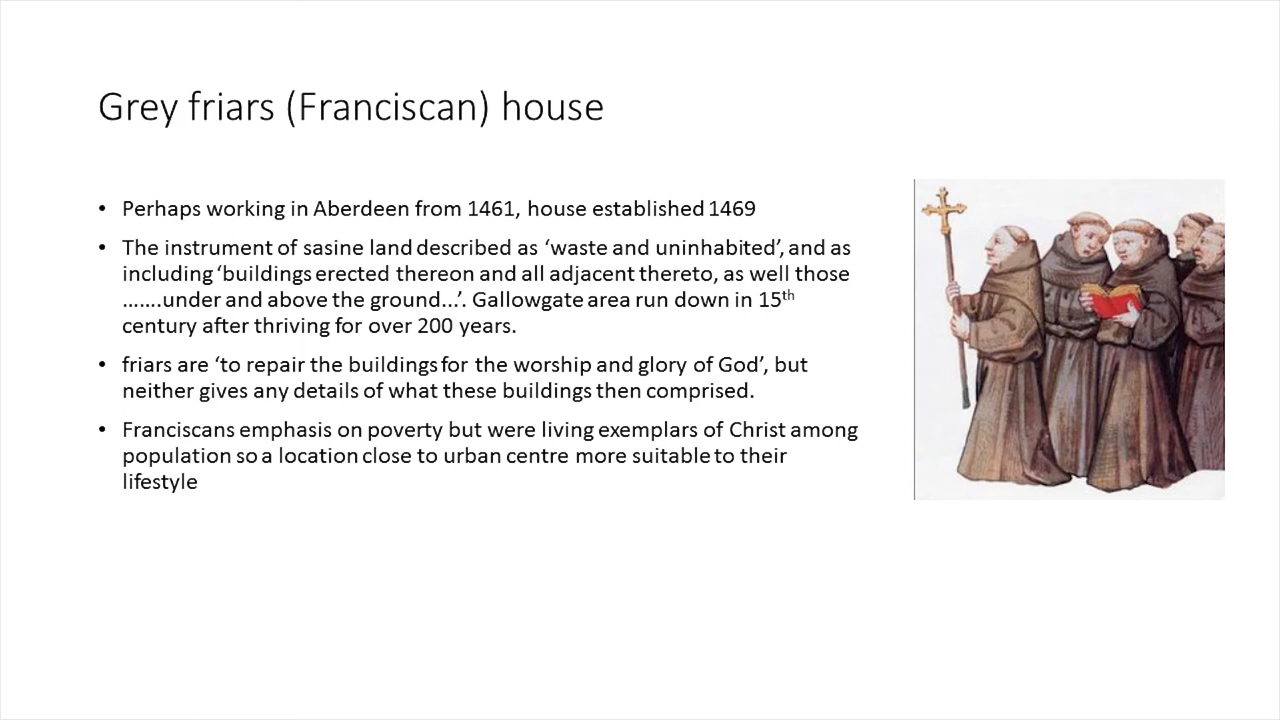 Grey friars (Franciscan) house
• Perhaps working in Aberdeen from 1461, house established 1469
• The instrument of sasine land described as ‘waste and uninhabited’, and as
including ‘buildings erected thereon and all adjacent thereto, as well those
…….under and above the ground...’. Gallowgate area run down in 15th
century after thriving for over 200 years.
• friars are ‘to repair the buildings for the worship and glory of God’, but
neither gives any details of what these buildings then comprised.
• Franciscans emphasis on poverty but were living exemplars of Christ among
population so a location close to urban centre more suitable to their
lifestyle